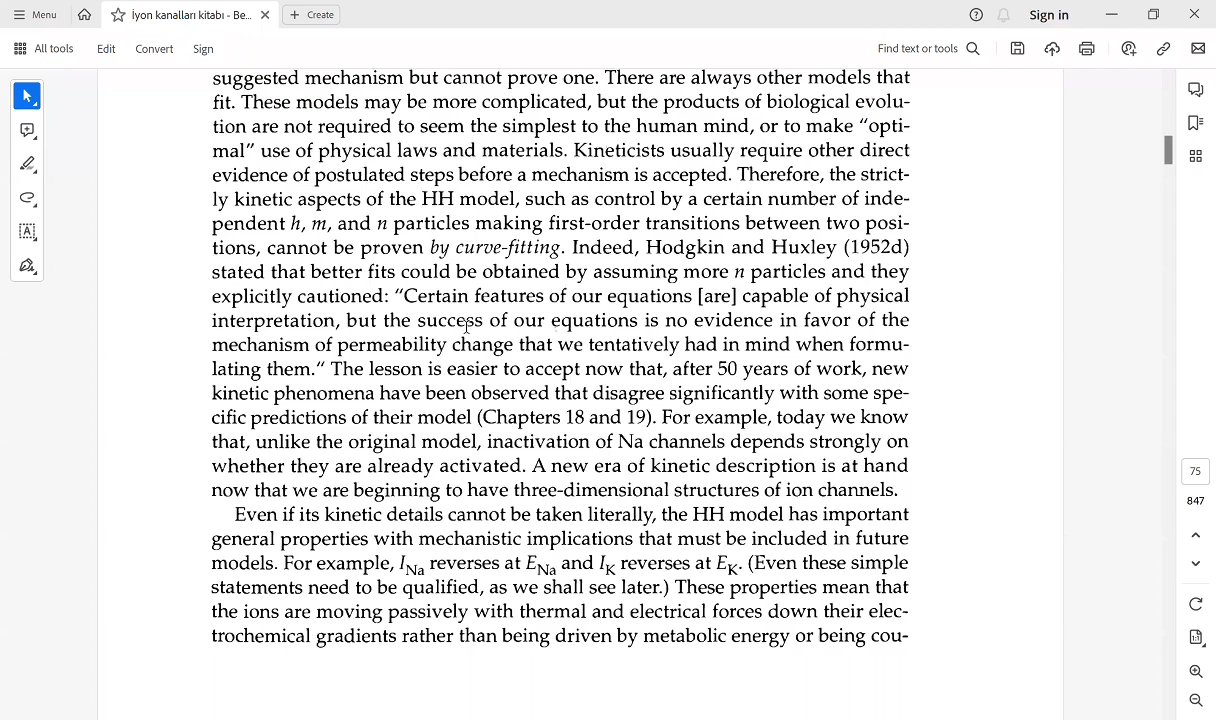 Menu
İyon kanalları kitabı - Be...
Create
Sign in
All tools
Edit
Convert
Sign
Find text or tools
suggested mechanism but cannot prove one. There are always other models that
fit. These models may be more complicated, but the products of biological evolu-
tion are not required to seem the simplest to the human mind, or to make “opti-
mal” use of physical laws and materials. Kineticists usually require other direct
evidence of postulated steps before a mechanism is accepted. Therefore, the strict-
ly kinetic aspects of the HH model, such as control by a certain number of inde-
pendent h, m, and n particles making first-order transitions between two posi-
tions, cannot be proven by curve-fitting. Indeed, Hodgkin and Huxley (1952d)
stated that better fits could be obtained by assuming more n particles and they
explicitly cautioned: “Certain features of our equations [are] capable of physical
interpretation, but the success of our equations is no evidence in favor of the
mechanism of permeability change that we tentatively had in mind when formu-
lating them.” The lesson is easier to accept now that, after 50 years of work, new
kinetic phenomena have been observed that disagree significantly with some spe-
cific predictions of their model (Chapters 18 and 19). For example, today we know
that, unlike the original model, inactivation of Na channels depends strongly on
whether they are already activated. A new era of kinetic description is at hand
now that we are beginning to have three-dimensional structures of ion channels.
Even if its kinetic details cannot be taken literally, the HH model has important
general properties with mechanistic implications that must be included in future
models. For example, INa reverses at ENa and IK reverses at EK. (Even these simple
statements need to be qualified, as we shall see later.) These properties mean that
the ions are moving passively with thermal and electrical forces down their elec-
trochemical gradients rather than being driven by metabolic energy or being cou-
75
847
1:1